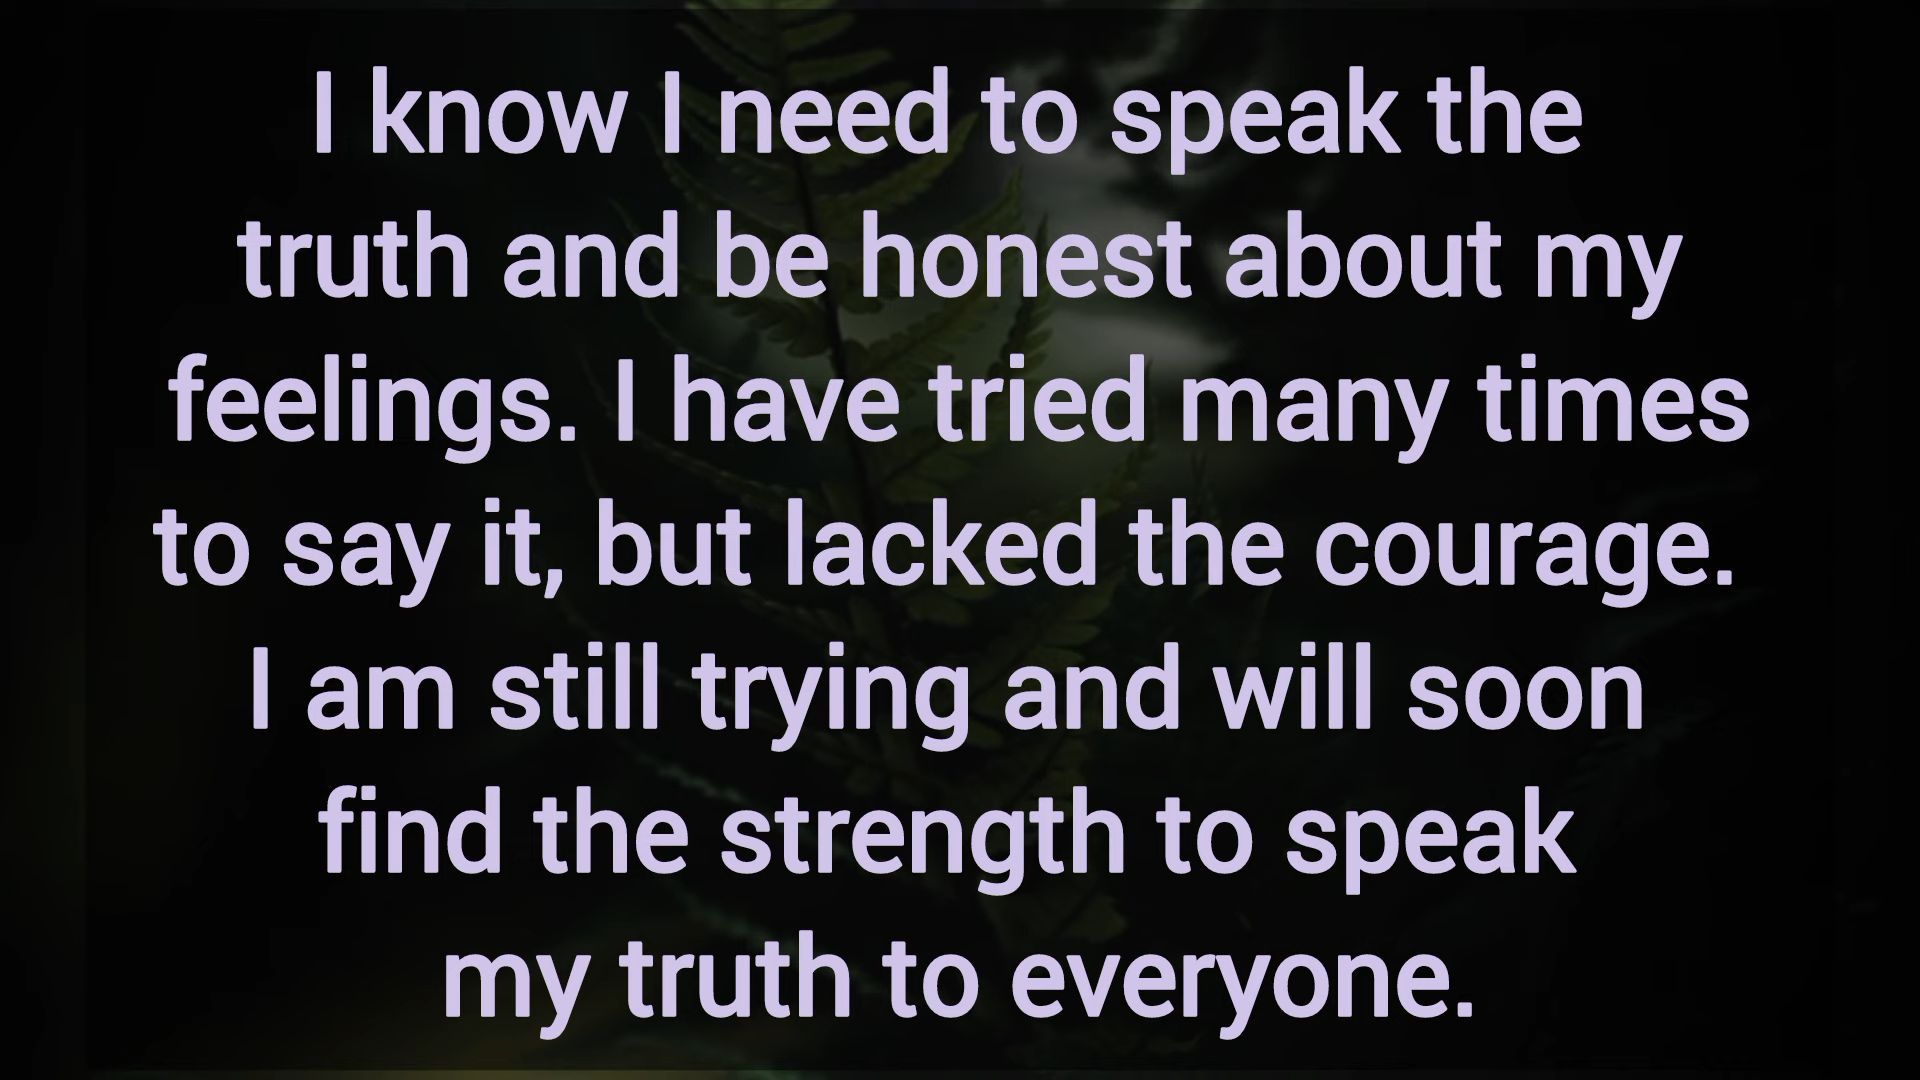 I know I need to speak the
truth and be honest about my
feelings. I have tried many times
to say it, but lacked the courage.
I am still trying and will soon
find the strength to speak
my truth to everyone.